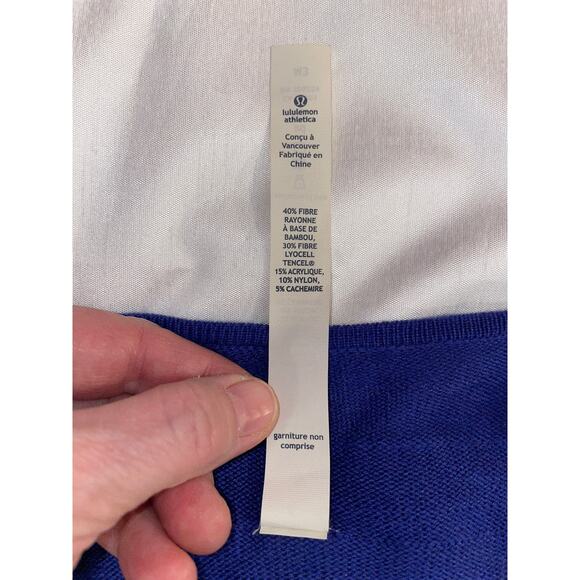 lululemon
athletica
Conçu à
Vancouver
Fabriqué en
Chine
40% FIBRE
RAYONNE
À BASE DE
BAMBOU,
30% FIBRE
LYOCELL
TENCEL®
15% ACRYLIQUE,
10% NYLON,
5% CACHEMIRE
garniture non
comprise